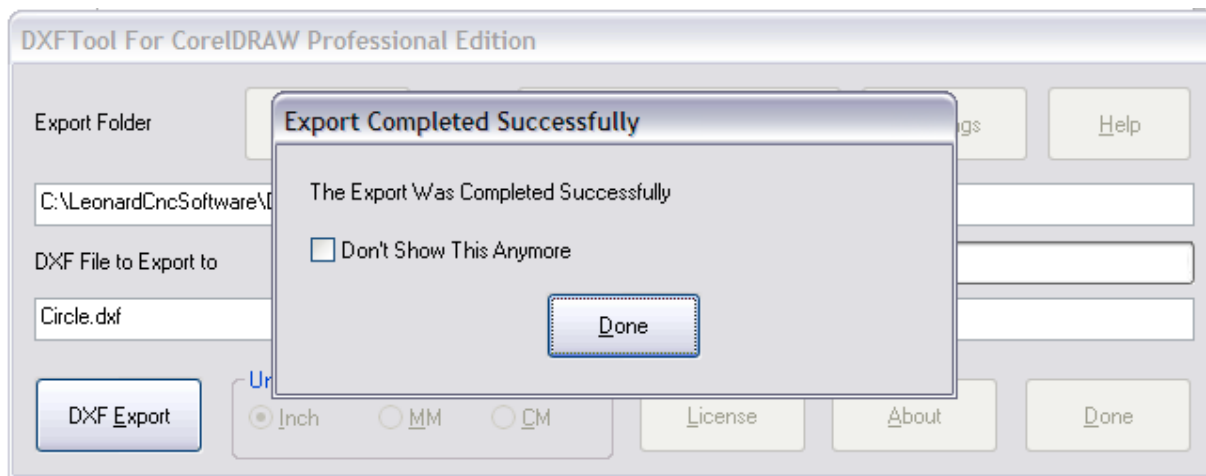 DXFTool For CorelDRAW Professional Edition
Export Folder
Help
Export Completed Successfully
The Export Was Completed Successfully
Don't Show This Anymore
Done
C:\LeonardCncSoftware\
DXF File to Export to
Circle.dxf
DXF Export
Inch
MM
CM
License
About
Done